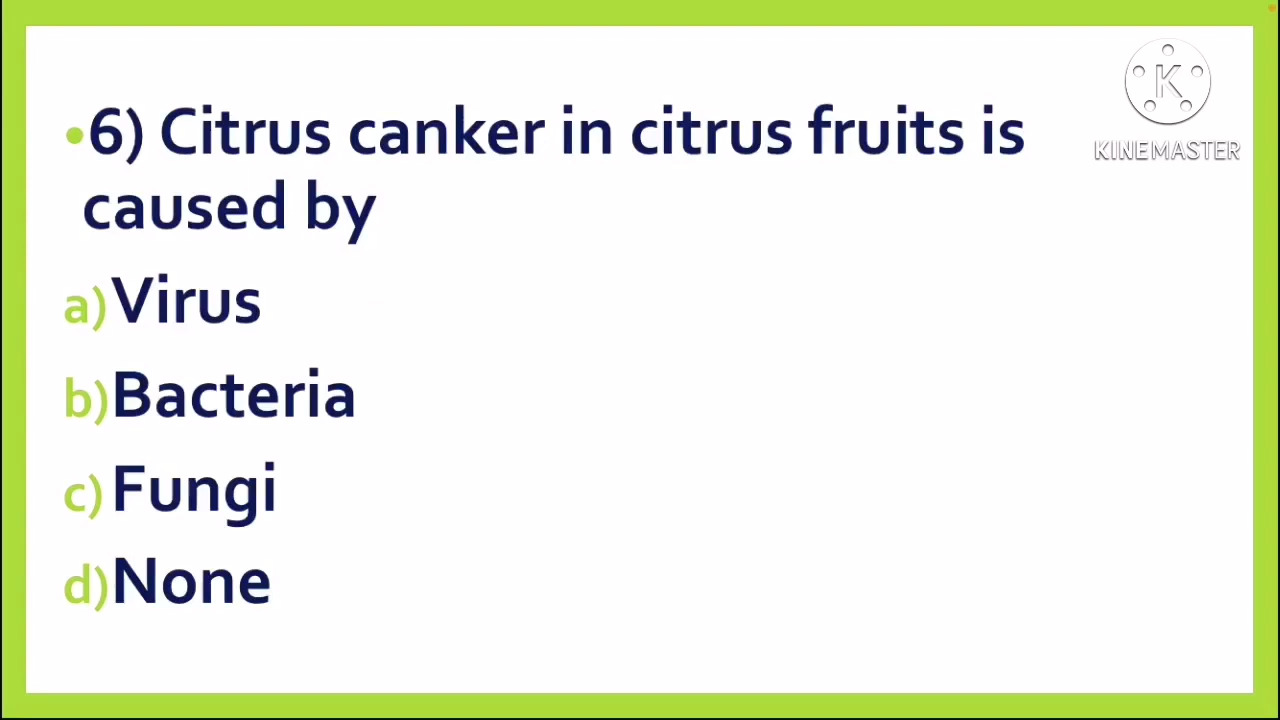 •6) Citrus canker in citrus fruits is
caused by
a)Virus
b)Bacteria
c)Fungi
d)None
K
KINEMASTER